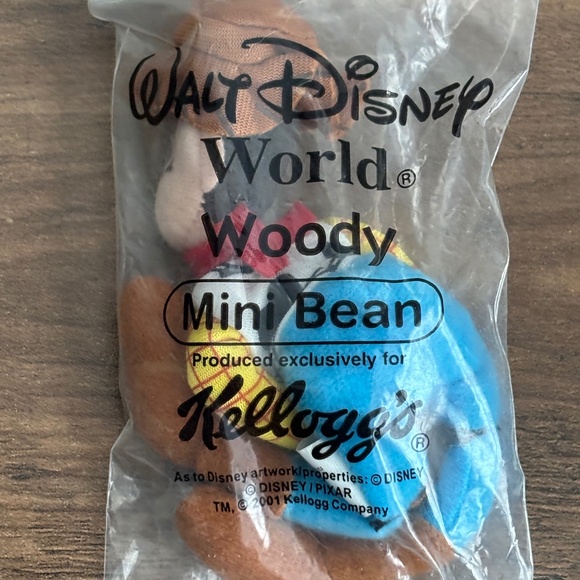 WALT DISNEY
World®
Woody
Mini Bean
Produced exclusively for
Kellogg's®
As to Disney artwork/properties: © DISNEY
© DISNEY / PIXAR
TM, © 2001 Kellogg Company